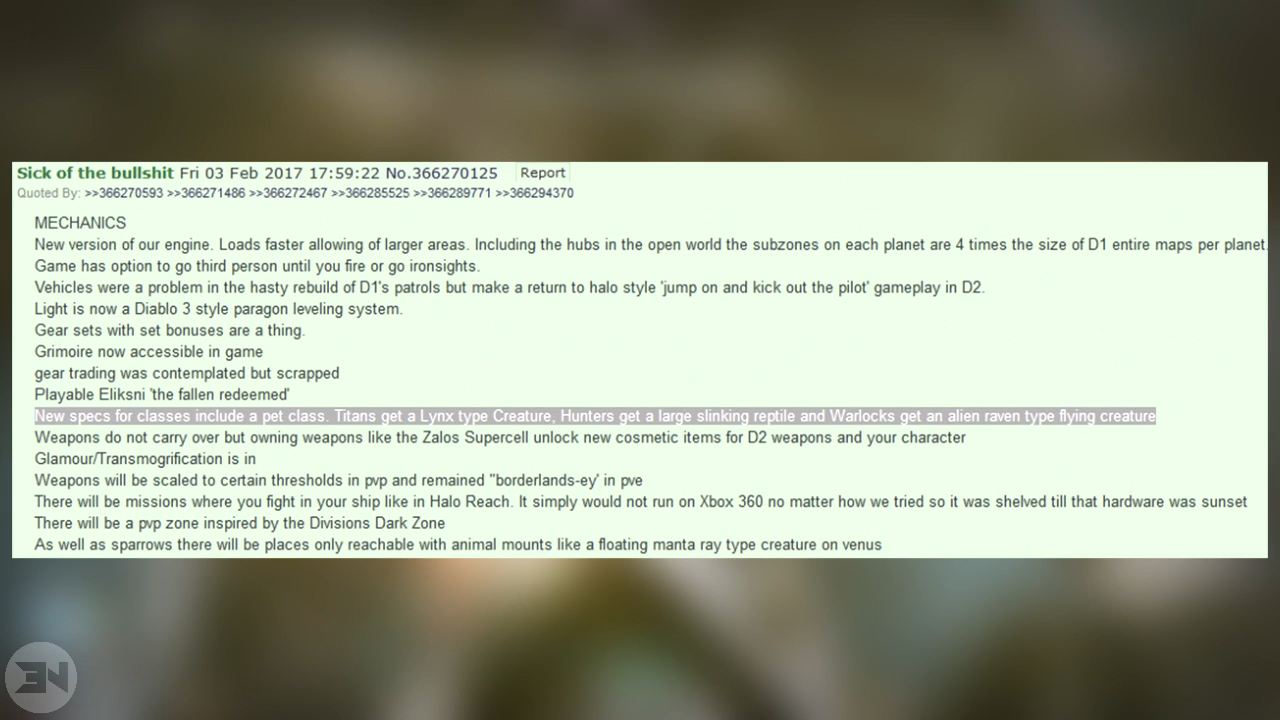 Sick of the bullshit Fri 03 Feb 2017 17:59:22 No.366270125 Report
Quoted By: >>366270593 >>366271486 >>366272467 >>366285525 >>366289771 >>366294370
MECHANICS
New version of our engine. Loads faster allowing of larger areas. Including the hubs in the open world the subzones on each planet are 4 times the size of D1 entire maps per planet.
Game has option to go third person until you fire or go ironsights.
Vehicles were a problem in the hasty rebuild of D1's patrols but make a return to halo style 'jump on and kick out the pilot' gameplay in D2.
Light is now a Diablo 3 style paragon leveling system.
Gear sets with set bonuses are a thing.
Grimoire now accessible in game
gear trading was contemplated but scrapped
Playable Eliksni 'the fallen redeemed'
New specs for classes include a pet class. Titans get a Lynx type Creature, Hunters get a large slinking reptile and Warlocks get an alien raven type flying creature
Weapons do not carry over but owning weapons like the Zalos Supercell unlock new cosmetic items for D2 weapons and your character
Glamour/Transmogrification is in
Weapons will be scaled to certain thresholds in pvp and remained "borderlands-ey' in pve
There will be missions where you fight in your ship like in Halo Reach. It simply would not run on Xbox 360 no matter how we tried so it was shelved till that hardware was sunset
There will be a pvp zone inspired by the Divisions Dark Zone
As well as sparrows there will be places only reachable with animal mounts like a floating manta ray type creature on venus